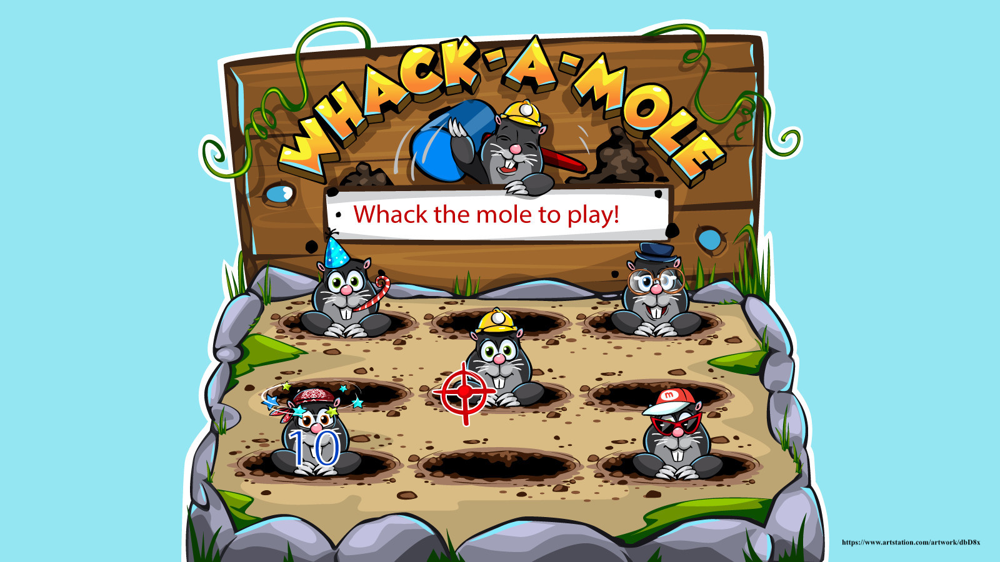 WHACK-A-MOLE
Whack the mole to play!
10
m
https://www.artstation.com/artwork/dbD8x